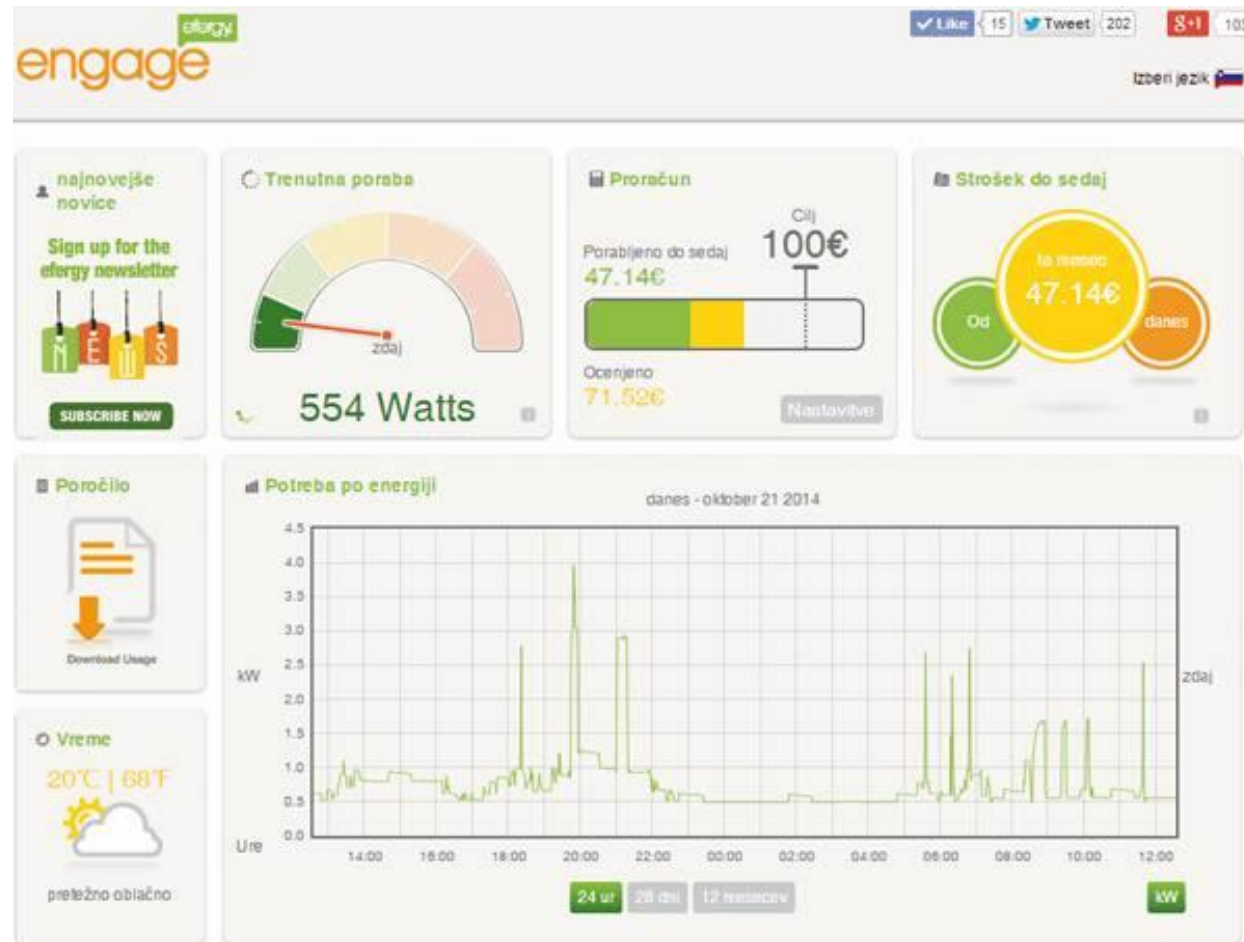 efergy
engage
Like 15 Tweet 202 g+1
Izberi jezik
najnovejše
novice
Sign up for the
efergy newsletter
NEWS
SUBSCRIBE NOW
Trenutna poraba
zdaj
554 Watts
Proračun
Cilj
100€
Porabljeno do sedaj
47.14€
Ocenjeno
71.52€
Nastavitve
Strošek do sedaj
ta mesec
47.14€
Od
danes
Poročilo
Download Usage
Vreme
20°C | 68°F
pretežno oblačno
Potreba po energiji
danes - oktober 21 2014
4.5
4.0
3.5
3.0
2.5
2.0
1.5
1.0
0.5
0.0
kW
zdaj
Ure
14:00 16:00 18:00 20:00 22:00 00:00 02:00 04:00 06:00 08:00 10:00 12:00
24 ur 28 dni 12 mesecev
kW